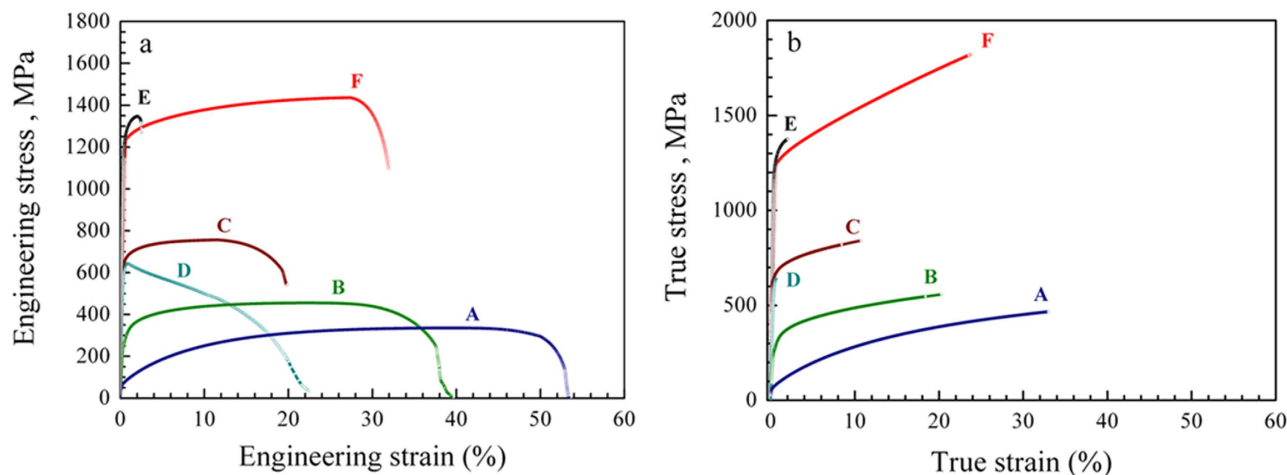 a
1800
1600
1400
1200
1000
800
600
400
200
0
Engineering stress , MPa
E
F
C
D
B
A
0 10 20 30 40 50 60
Engineering strain (%)
b
2000
1500
1000
500
0
True stress , MPa
F
E
C
D
B
A
0 10 20 30 40 50 60
True strain (%)